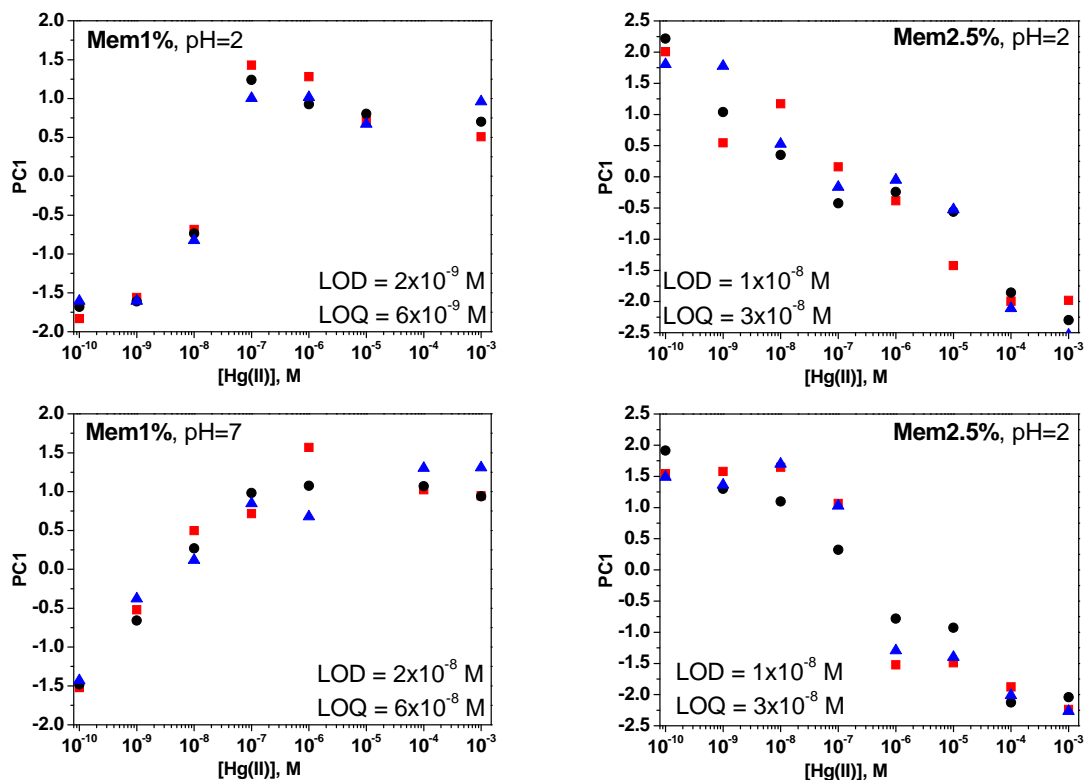 Mem1%, pH=2
2.0
1.5
1.0
0.5
0.0
-0.5
-1.0
-1.5
-2.0
PC1
LOD = 2x10⁻⁹ M
LOQ = 6x10⁻⁹ M
10⁻¹⁰ 10⁻⁹ 10⁻⁸ 10⁻⁷ 10⁻⁶ 10⁻⁵ 10⁻⁴ 10⁻³
[Hg(II)], M
Mem2.5%, pH=2
2.5
2.0
1.5
1.0
0.5
0.0
-0.5
-1.0
-1.5
-2.0
-2.5
PC1
LOD = 1x10⁻⁸ M
LOQ = 3x10⁻⁸ M
10⁻¹⁰ 10⁻⁹ 10⁻⁸ 10⁻⁷ 10⁻⁶ 10⁻⁵ 10⁻⁴ 10⁻³
[Hg(II)], M
Mem1%, pH=7
2.0
1.5
1.0
0.5
0.0
-0.5
-1.0
-1.5
-2.0
PC1
LOD = 2x10⁻⁸ M
LOQ = 6x10⁻⁸ M
10⁻¹⁰ 10⁻⁹ 10⁻⁸ 10⁻⁷ 10⁻⁶ 10⁻⁵ 10⁻⁴ 10⁻³
[Hg(II)], M
Mem2.5%, pH=2
2.5
2.0
1.5
1.0
0.5
0.0
-0.5
-1.0
-1.5
-2.0
-2.5
PC1
LOD = 1x10⁻⁸ M
LOQ = 3x10⁻⁸ M
10⁻¹⁰ 10⁻⁹ 10⁻⁸ 10⁻⁷ 10⁻⁶ 10⁻⁵ 10⁻⁴ 10⁻³
[Hg(II)], M